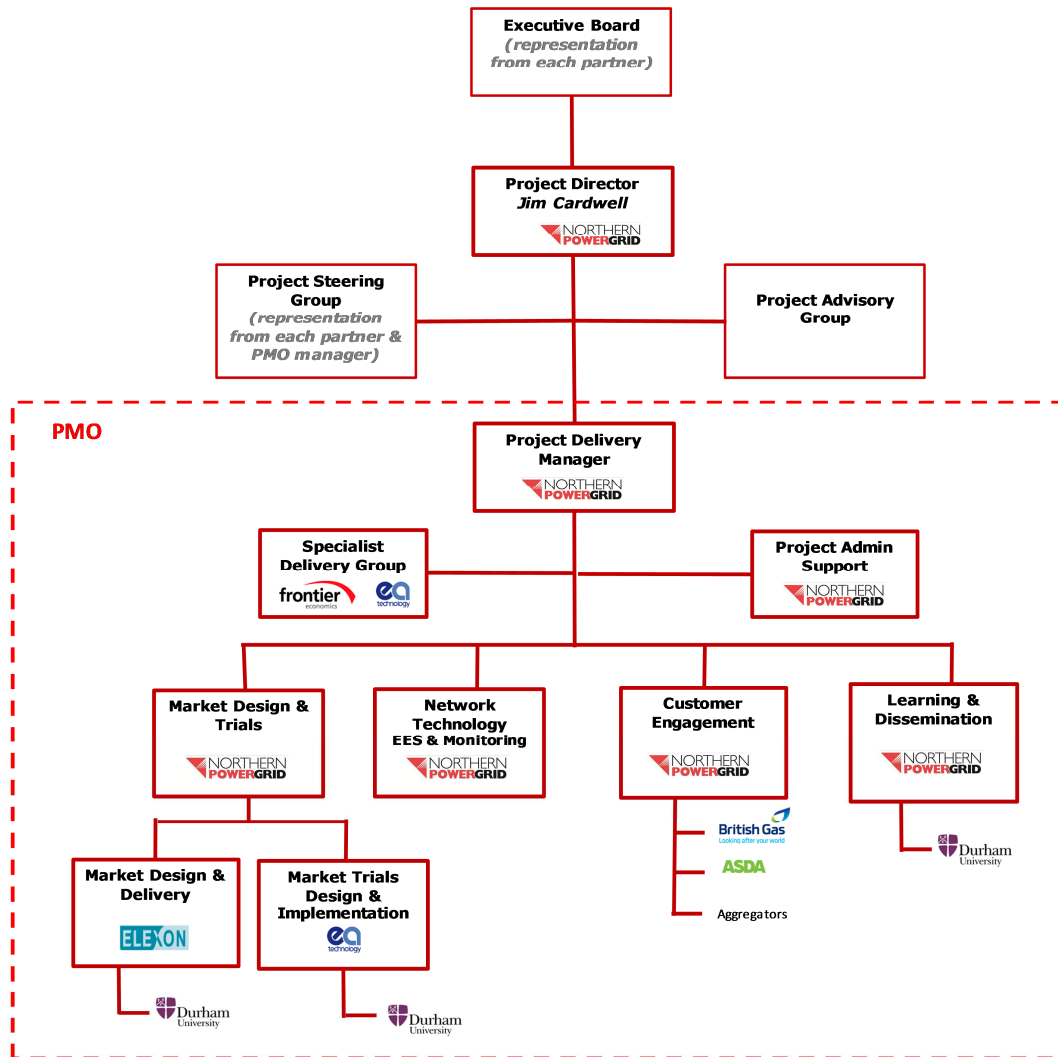 Executive Board
(representation
from each partner)
Project Director
Jim Cardwell
NORTHERN
POWERGRID
Project Steering
Group
(representation
from each partner &
PMO manager)
Project Advisory
Group
PMO
Project Delivery
Manager
NORTHERN
POWERGRID
Specialist
Delivery Group
frontier
economics
ea
technology
Project Admin
Support
NORTHERN
POWERGRID
Market Design &
Trials
NORTHERN
POWERGRID
Network
Technology
EES & Monitoring
NORTHERN
POWERGRID
Customer
Engagement
NORTHERN
POWERGRID
Learning &
Dissemination
NORTHERN
POWERGRID
British Gas
Looking after your world
ASDA
Aggregators
Durham
University
Market Design &
Delivery
ELEXON
Market Trials
Design &
Implementation
ea
technology
Durham
University
Durham
University